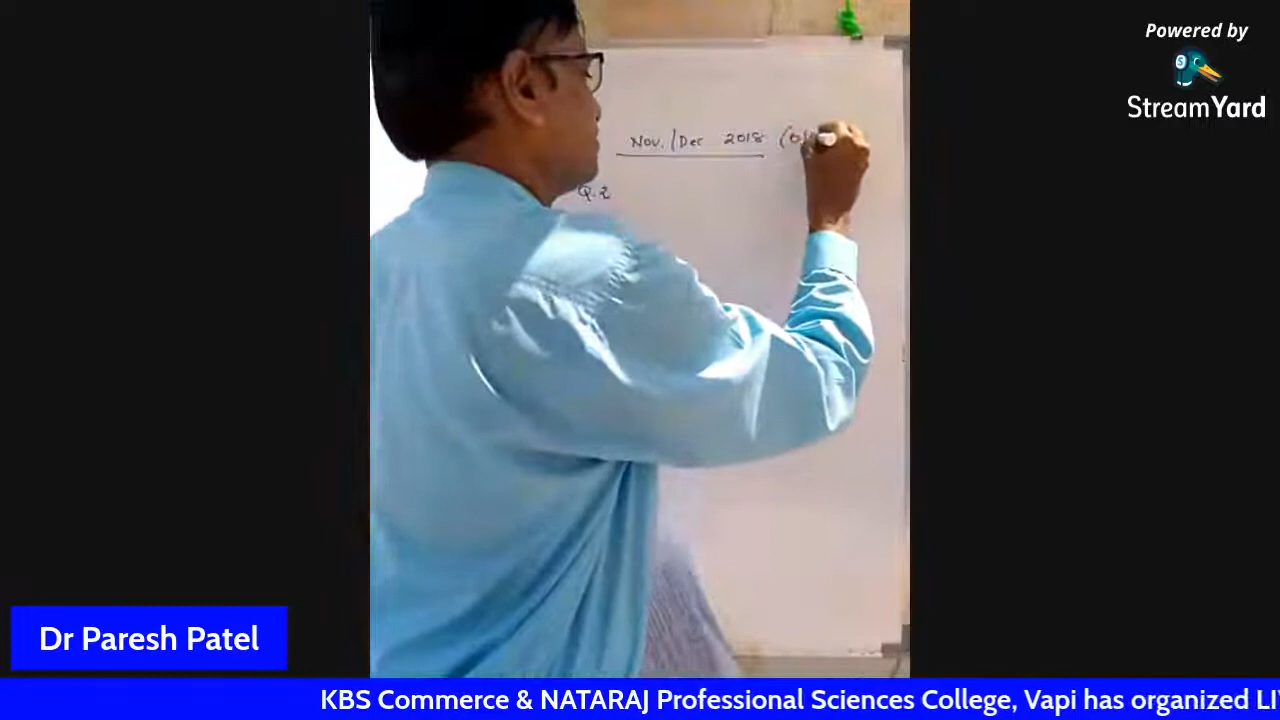 Powered by
StreamYard
Nov./Dec 2018
Q.2
Dr Paresh Patel
KBS Commerce & NATARAJ Professional Sciences College, Vapi has organized LI